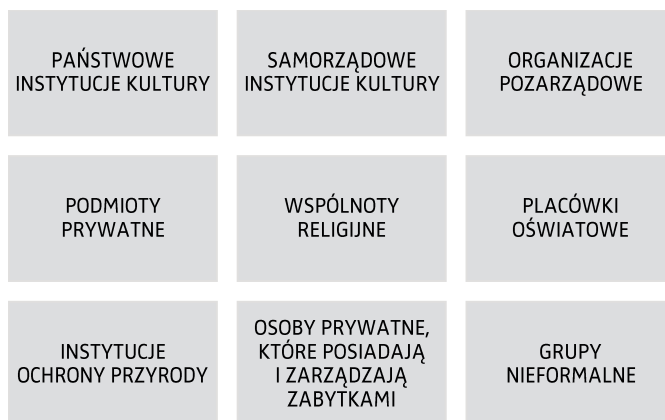 PAŃSTWOWE
INSTYTUCJE KULTURY
SAMORZĄDOWE
INSTYTUCJE KULTURY
ORGANIZACJE
POZARZĄDOWE
PODMIOTY
PRYWATNE
WSPÓLNOTY
RELIGIJNE
PLACÓWKI
OŚWIATOWE
INSTYTUCJE
OCHRONY PRZYRODY
OSOBY PRYWATNE,
KTÓRE POSIADAJĄ
I ZARZĄDZAJĄ
ZABYTKAMI
GRUPY
NIEFORMALNE